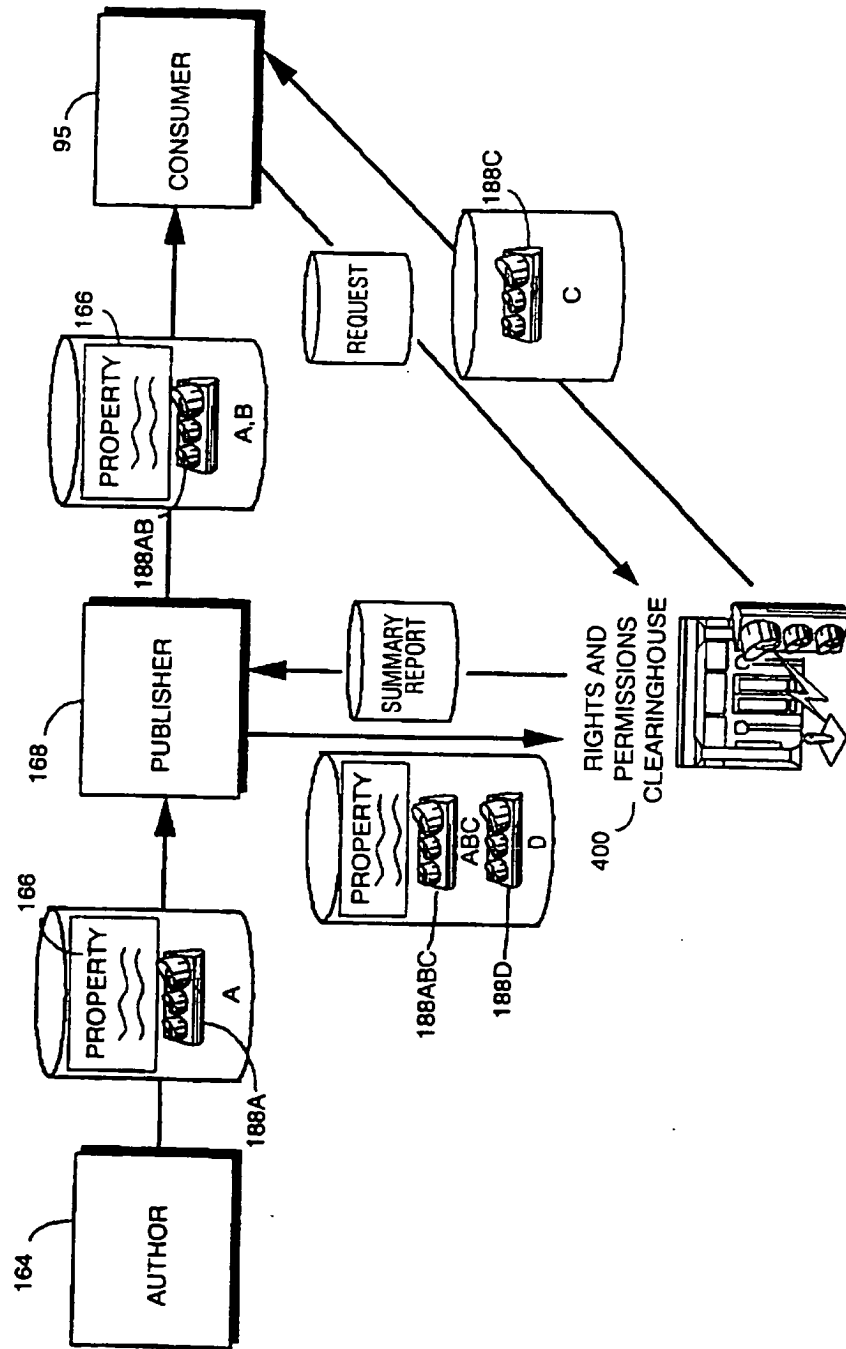 164
AUTHOR
166
PROPERTY
A
188A
168
PUBLISHER
188AB
166
PROPERTY
A,B
95
CONSUMER
PROPERTY
188ABC
ABC
188D
D
SUMMARY
REPORT
REQUEST
188C
C
400
RIGHTS AND
PERMISSIONS
CLEARINGHOUSE